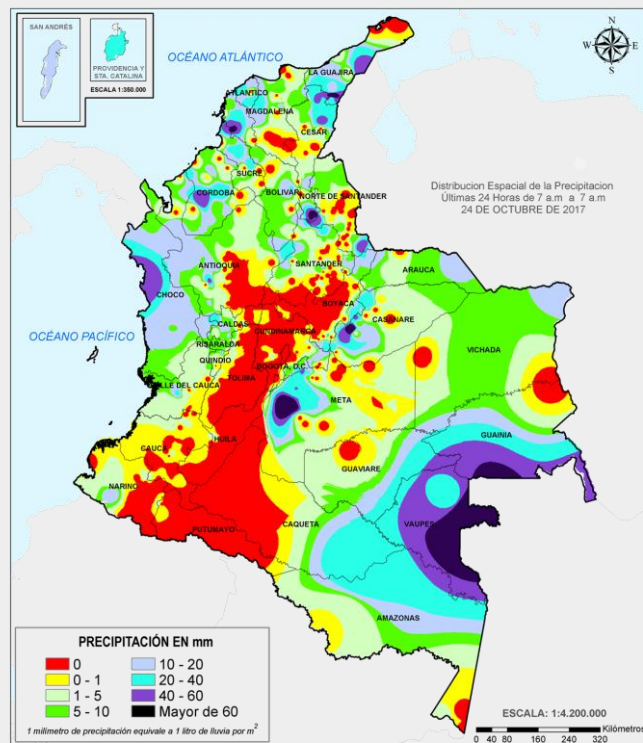 SAN ANDRÉS
PROVIDENCIA Y
STA. CATALINA
ESCALA 1:350.000
OCÉANO ATLÁNTICO
N
W
E
S
LA GUAJIRA
ATLANTICO
MAGDALENA
CESAR
SUCRE
CORDOBA
BOLIVAR
NORTE DE SANTANDER
Distribucion Espacial de la Precipitacion
Últimas 24 Horas de 7 a.m a 7 a.m
24 DE OCTUBRE DE 2017
ANTIOQUIA
SANTANDER
ARAUCA
CHOCO
BOYACA
OCÉANO PACÍFICO
CALDAS
CUNDINAMARCA
CASANARE
RISARALDA
VICHADA
QUINDIO
BOGOTA, D.C.
TOLIMA
VALLE DEL CAUCA
META
GUAINIA
CAUCA
HUILA
GUAVIARE
NARIÑO
CAQUETA
VAUPES
PUTUMAYO
AMAZONAS
PRECIPITACIÓN EN mm
0
10 - 20
0 - 1
20 - 40
1 - 5
40 - 60
5 - 10
Mayor de 60
1 milimetro de precipitación equivale a 1 litro de lluvia por m2
ESCALA: 1:4.200.000
Kilómetros
0 40 80 160 240 320